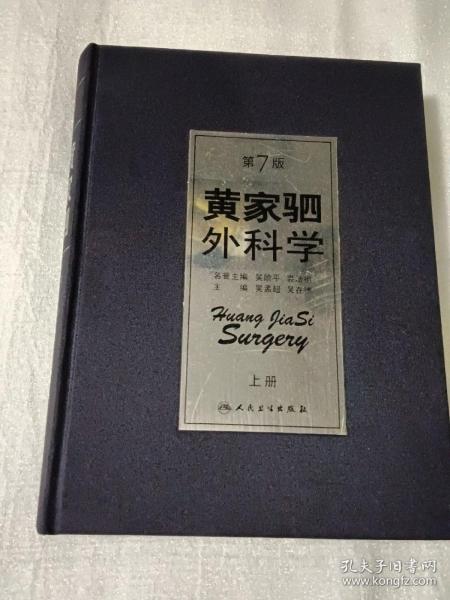 第7版
黄家驷
外科学
名誉主编 吴阶平 裘法祖
主 编 吴孟超 吴在德
Huang JiaSi
Surgery
上册
人民卫生出版社
孔夫子旧书网
www.kongfz.com